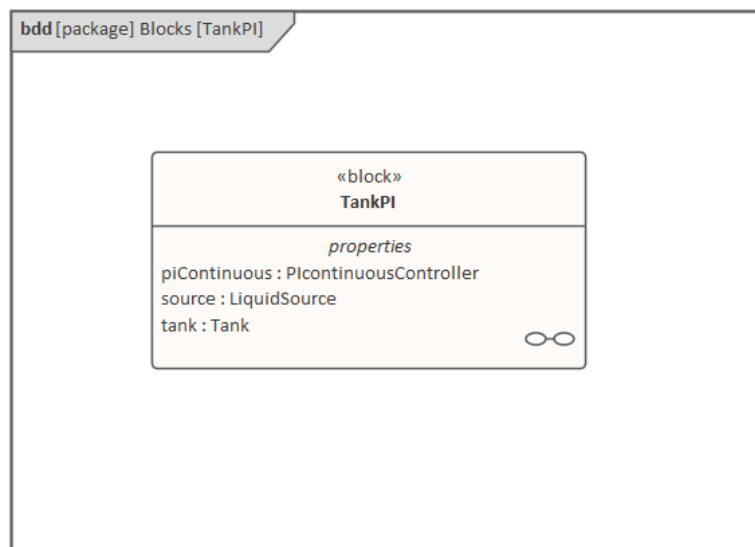 bdd [package] Blocks [TankPI]
«block»
TankPI
properties
piContinuous : PIcontinuousController
source : LiquidSource
tank : Tank